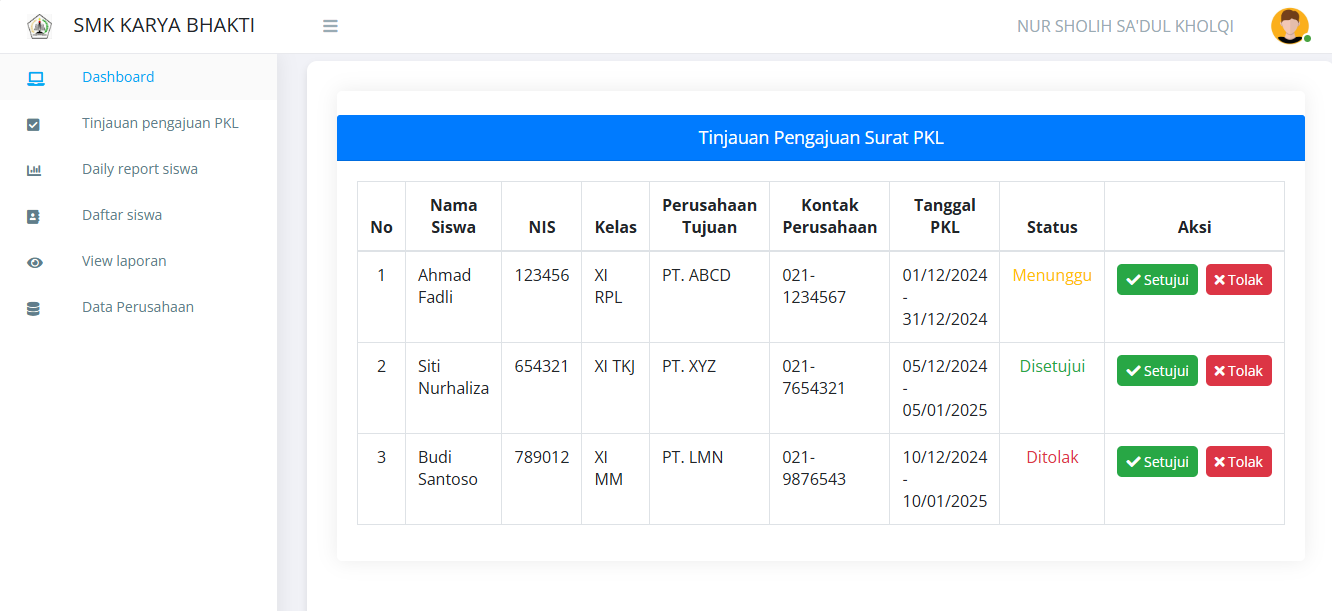 SMK KARYA BHAKTI
NUR SHOLIH SA'DUL KHOLQI
Dashboard
Tinjauan pengajuan PKL
Daily report siswa
Daftar siswa
View laporan
Data Perusahaan
Tinjauan Pengajuan Surat PKL
No Nama Siswa NIS Kelas Perusahaan Tujuan Kontak Perusahaan Tanggal PKL Status Aksi
1 Ahmad Fadli 123456 XI RPL PT. ABCD 021-1234567 01/12/2024 - 31/12/2024 Menunggu Setujui Tolak
2 Siti Nurhaliza 654321 XI TKJ PT. XYZ 021-7654321 05/12/2024 - 05/01/2025 Disetujui Setujui Tolak
3 Budi Santoso 789012 XI MM PT. LMN 021-9876543 10/12/2024 - 10/01/2025 Ditolak Setujui Tolak